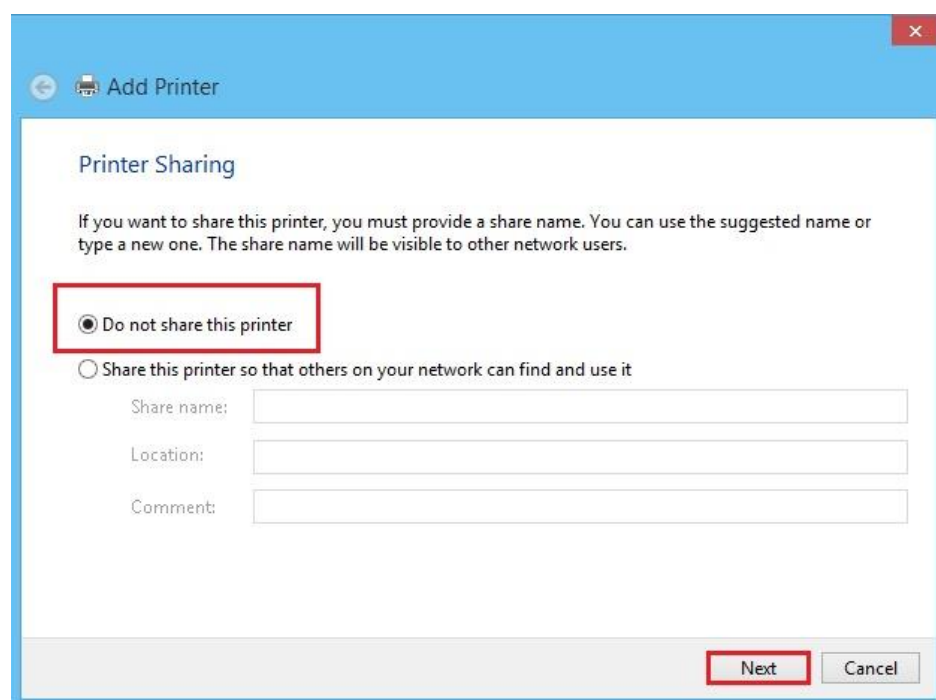 Add Printer
Printer Sharing
If you want to share this printer, you must provide a share name. You can use the suggested name or
type a new one. The share name will be visible to other network users.
Do not share this printer
Share this printer so that others on your network can find and use it
Share name:
Location:
Comment:
Next Cancel